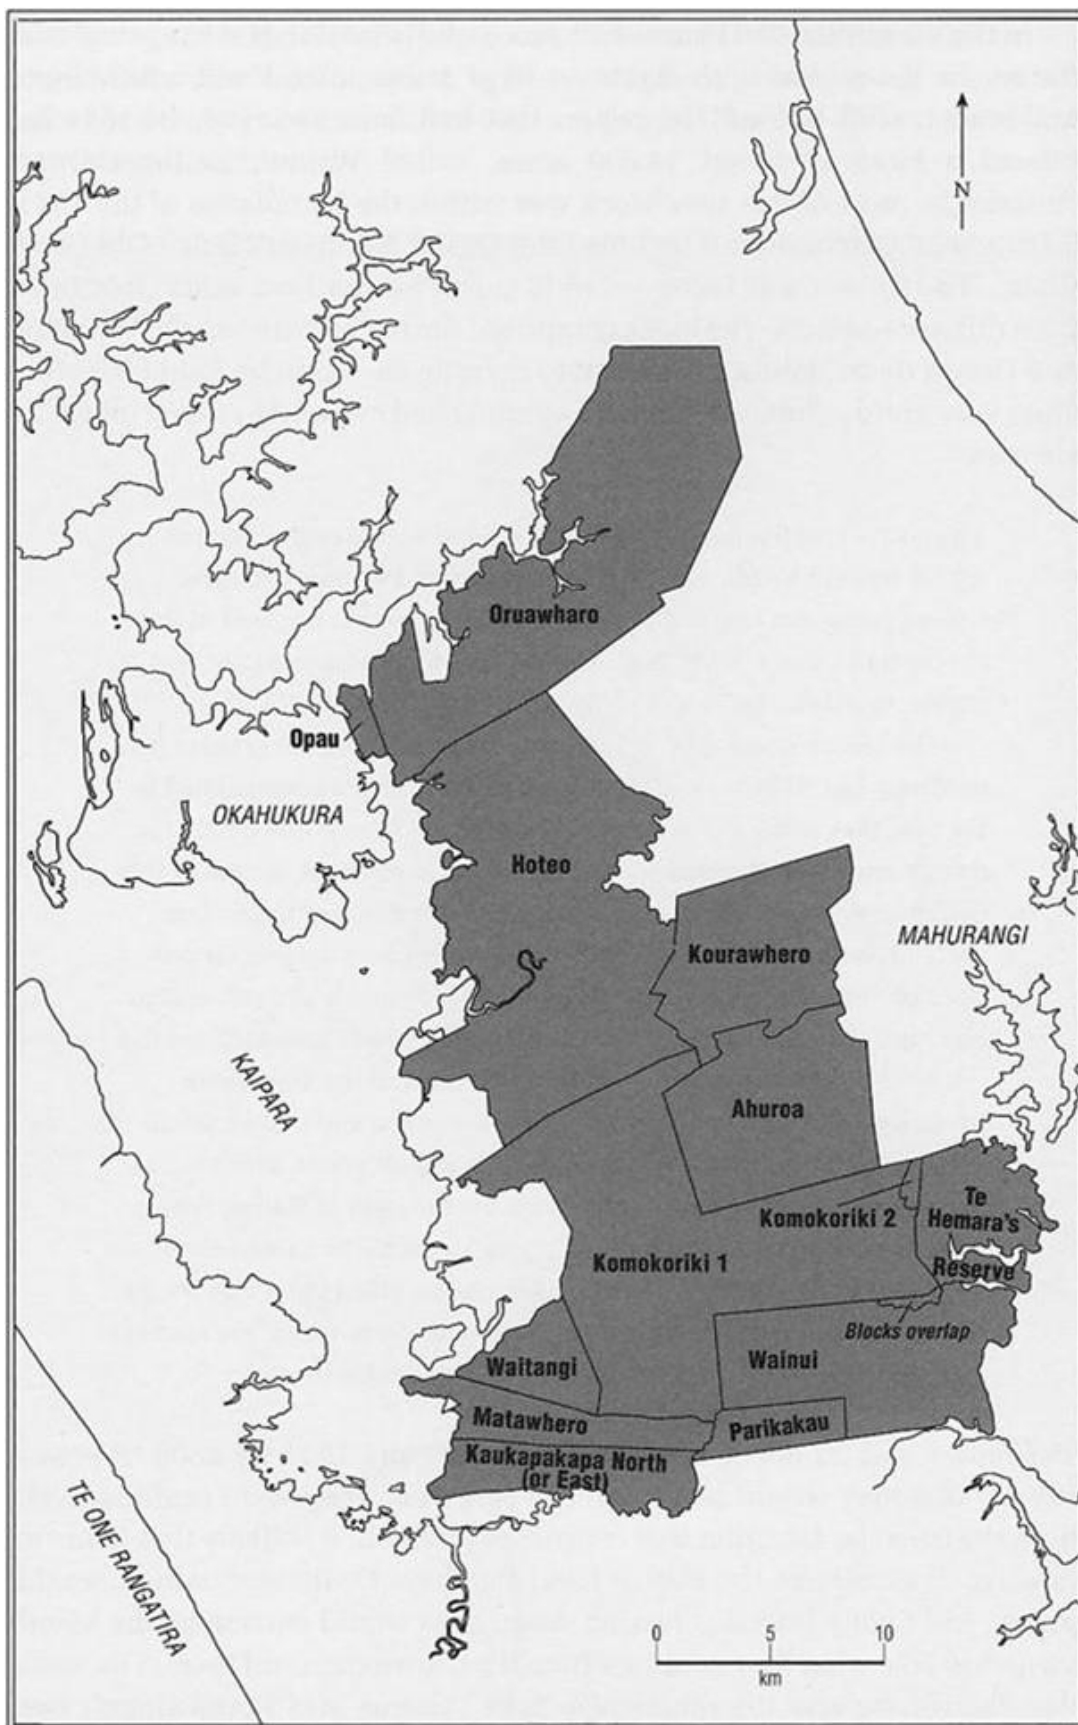 N
Oruawharo
Opau
OKAHUKURA
Hoteo
MAHURANGI
Kourawhero
KAIPARA
Ahuroa
Te
Hemara's
Komokoriki 2
Komokoriki 1
Reserve
Blocks overlap
Wainui
Waitangi
Matawhero
Parikakau
Kaukapakapa North
(or East)
TE ONE RANGATIRA
0 5 10
km